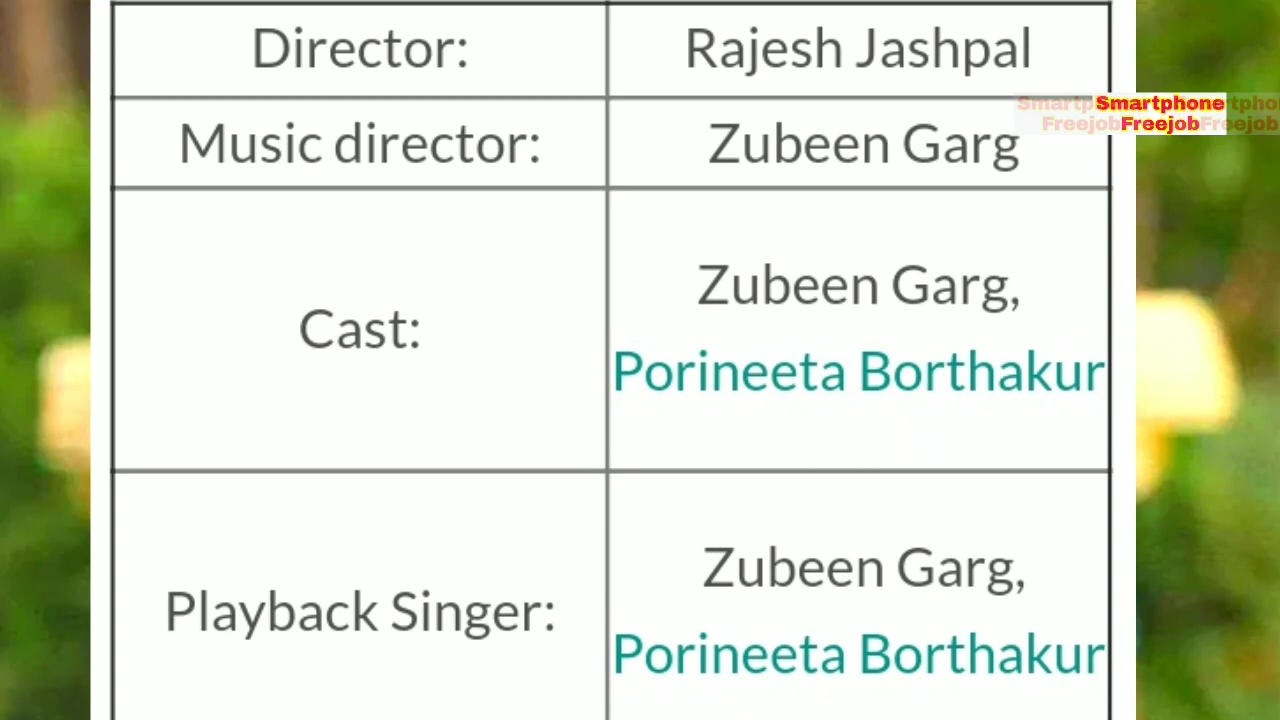 Director:
Rajesh Jashpal
Music director:
Zubeen Garg
Cast:
Zubeen Garg,
Porineeta Borthakur
Playback Singer:
Zubeen Garg,
Porineeta Borthakur
Smartphone
Freejob